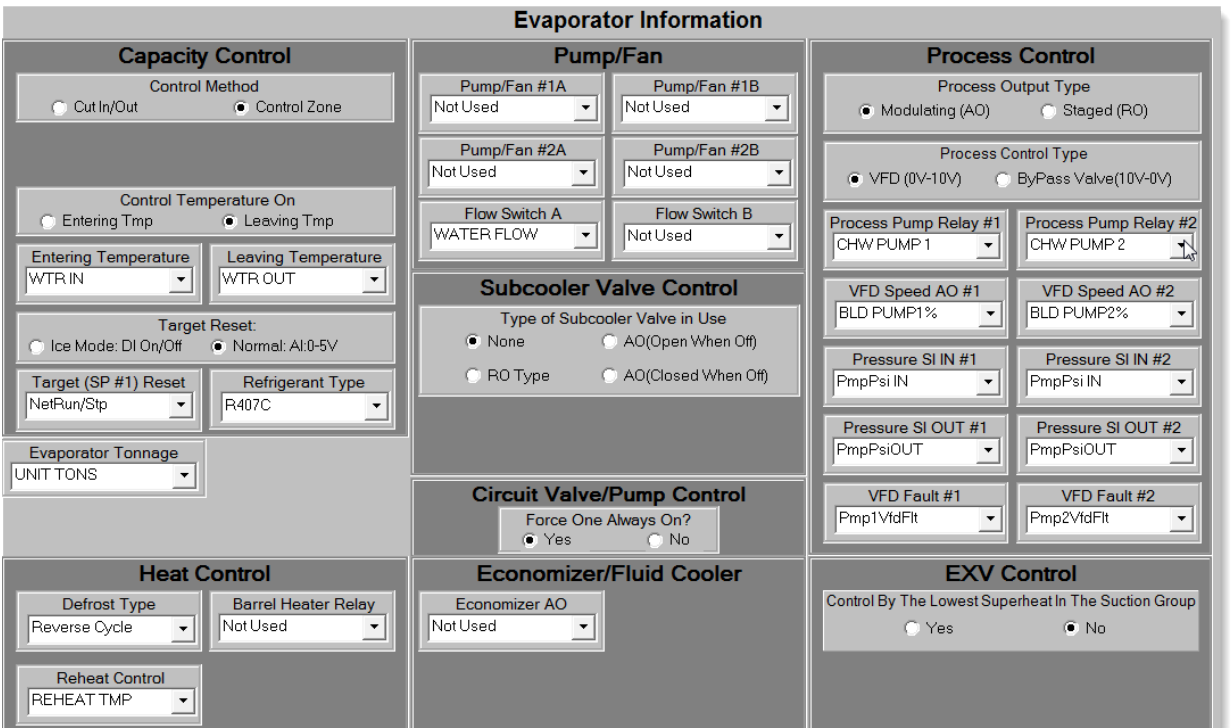 Evaporator Information
Capacity Control
Control Method
Cut In/Out
Control Zone
Control Temperature On
Entering Tmp
Leaving Tmp
Entering Temperature
Leaving Temperature
WTR IN
WTR OUT
Target Reset:
Ice Mode: DI On/Off
Normal: AI:0-5V
Target (SP #1) Reset
Refrigerant Type
NetRun/Stp
R407C
Evaporator Tonnage
UNIT TONS
Pump/Fan
Pump/Fan #1A
Pump/Fan #1B
Not Used
Not Used
Pump/Fan #2A
Pump/Fan #2B
Not Used
Not Used
Flow Switch A
Flow Switch B
WATER FLOW
Not Used
Subcooler Valve Control
Type of Subcooler Valve in Use
None
AO(Open When Off)
RO Type
AO(Closed When Off)
Circuit Valve/Pump Control
Force One Always On?
Yes
No
Process Control
Process Output Type
Modulating (AO)
Staged (RO)
Process Control Type
VFD (0V-10V)
ByPass Valve(10V-0V)
Process Pump Relay #1
Process Pump Relay #2
CHW PUMP 1
CHW PUMP 2
VFD Speed AO #1
VFD Speed AO #2
BLD PUMP1%
BLD PUMP2%
Pressure SI IN #1
Pressure SI IN #2
PmpPsi IN
PmpPsi IN
Pressure SI OUT #1
Pressure SI OUT #2
PmpPsiOUT
PmpPsiOUT
VFD Fault #1
VFD Fault #2
Pmp1VfdFlt
Pmp2VfdFlt
Heat Control
Defrost Type
Barrel Heater Relay
Reverse Cycle
Not Used
Reheat Control
REHEAT TMP
Economizer/Fluid Cooler
Economizer AO
Not Used
EXV Control
Control By The Lowest Superheat In The Suction Group
Yes
No